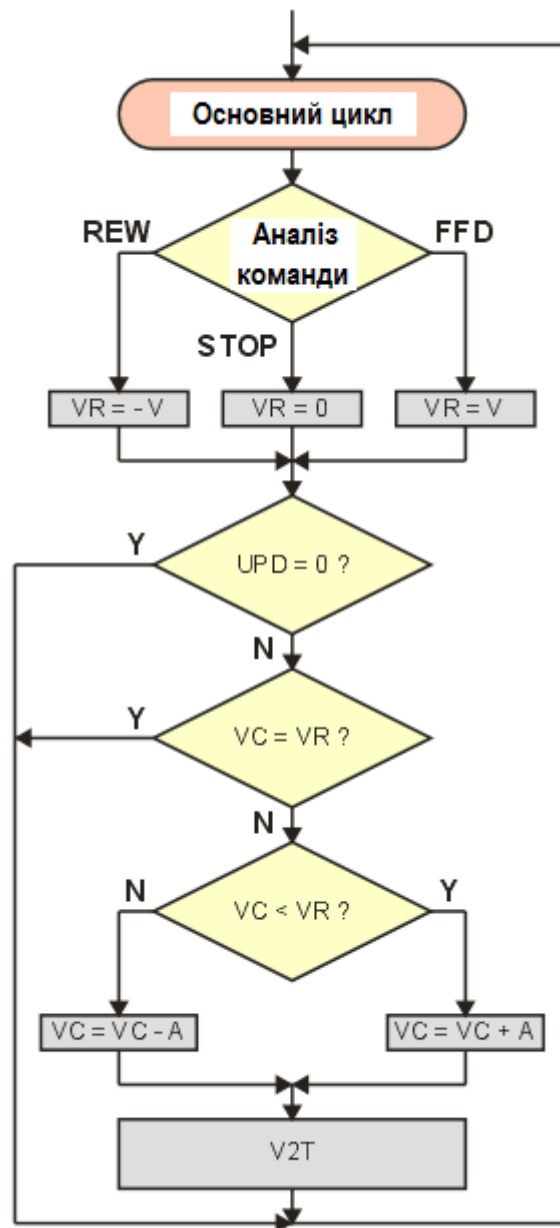 Основний цикл
REW
FFD
Аналіз
команди
STOP
VR = - V
VR = 0
VR = V
Y
UPD = 0 ?
N
Y
VC = VR ?
N
N
Y
VC < VR ?
VC = VC - A
VC = VC + A
V2T